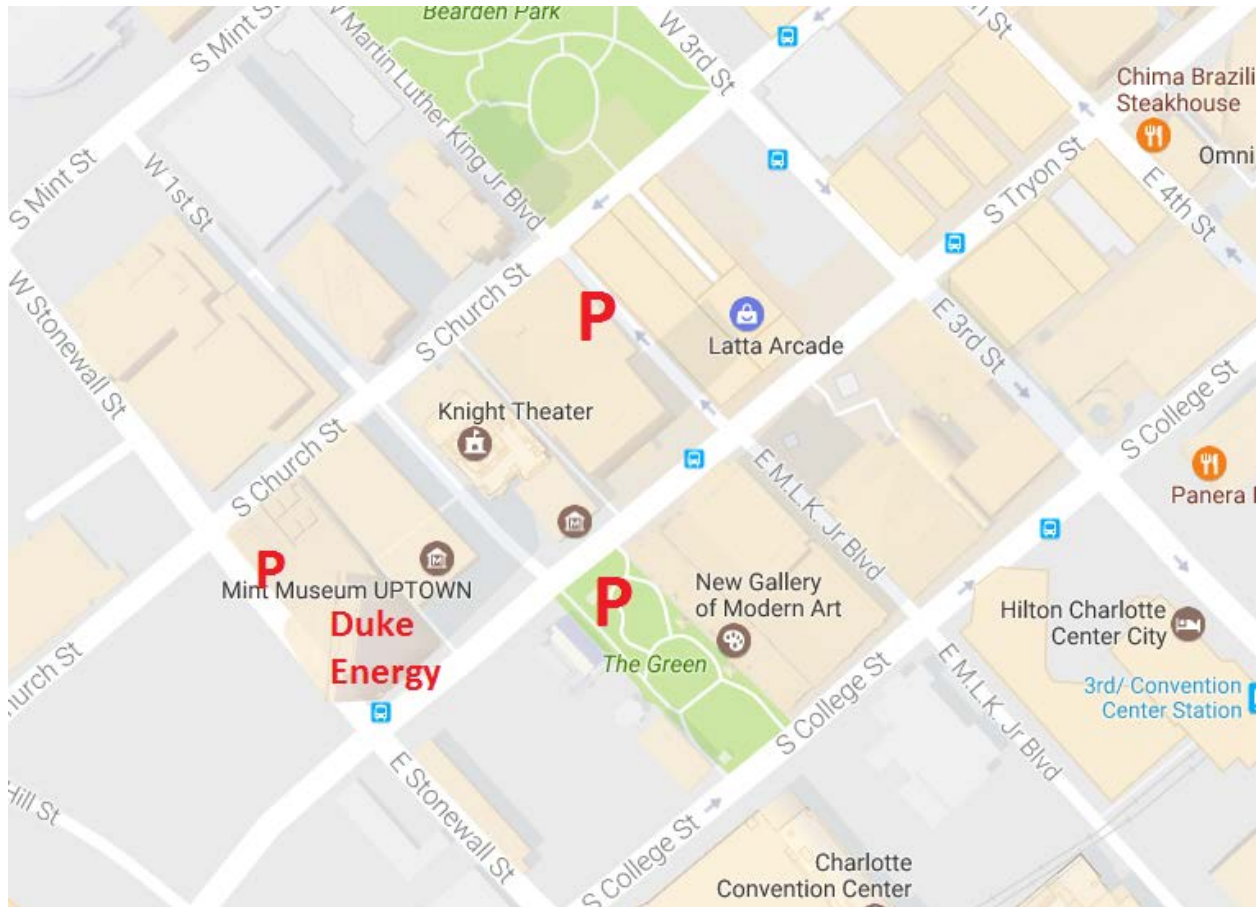 Bearden Park
S Mint St
W Martin Luther King Jr Blvd
W 3rd St
Chima Brazili
Steakhouse
Omni
S Mint St
W 1st St
S Tryon St
E 4th St
W Stonewall St
S Church St
P
Latta Arcade
E 3rd St
Knight Theater
S College St
S Church St
E M.L.K. Jr Blvd
Panera
P
Mint Museum UPTOWN
P
New Gallery
of Modern Art
Hilton Charlotte
Center City
Duke
Energy
The Green
hurch St
S College St
E M.L.K. Jr Blvd
3rd/ Convention
Center Station
Hill St
E Stonewall St
S College St
Charlotte
Convention Center